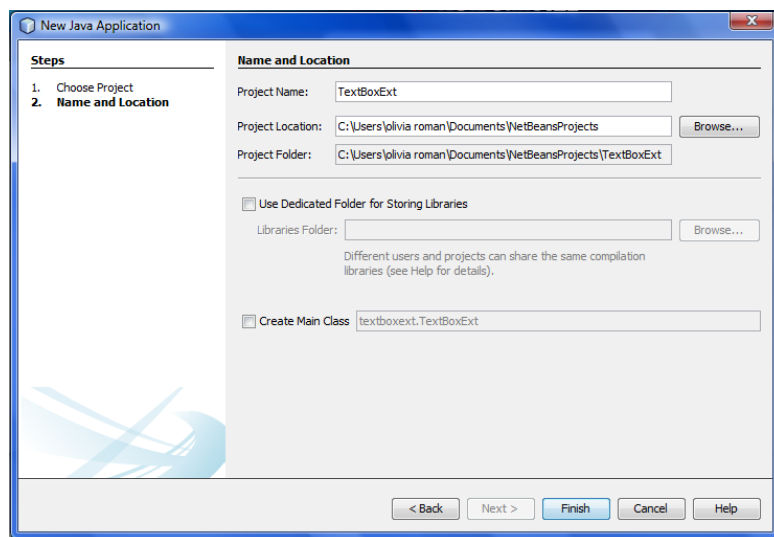 New Java Application
Steps
1. Choose Project
2. Name and Location
Name and Location
Project Name: TextBoxExt
Project Location: C:\Users\olivia roman\Documents\NetBeansProjects Browse...
Project Folder: C:\Users\olivia roman\Documents\NetBeansProjects\TextBoxExt
Use Dedicated Folder for Storing Libraries
Libraries Folder: Browse...
Different users and projects can share the same compilation
libraries (see Help for details).
Create Main Class textboxext.TextBoxExt
< Back Next > Finish Cancel Help